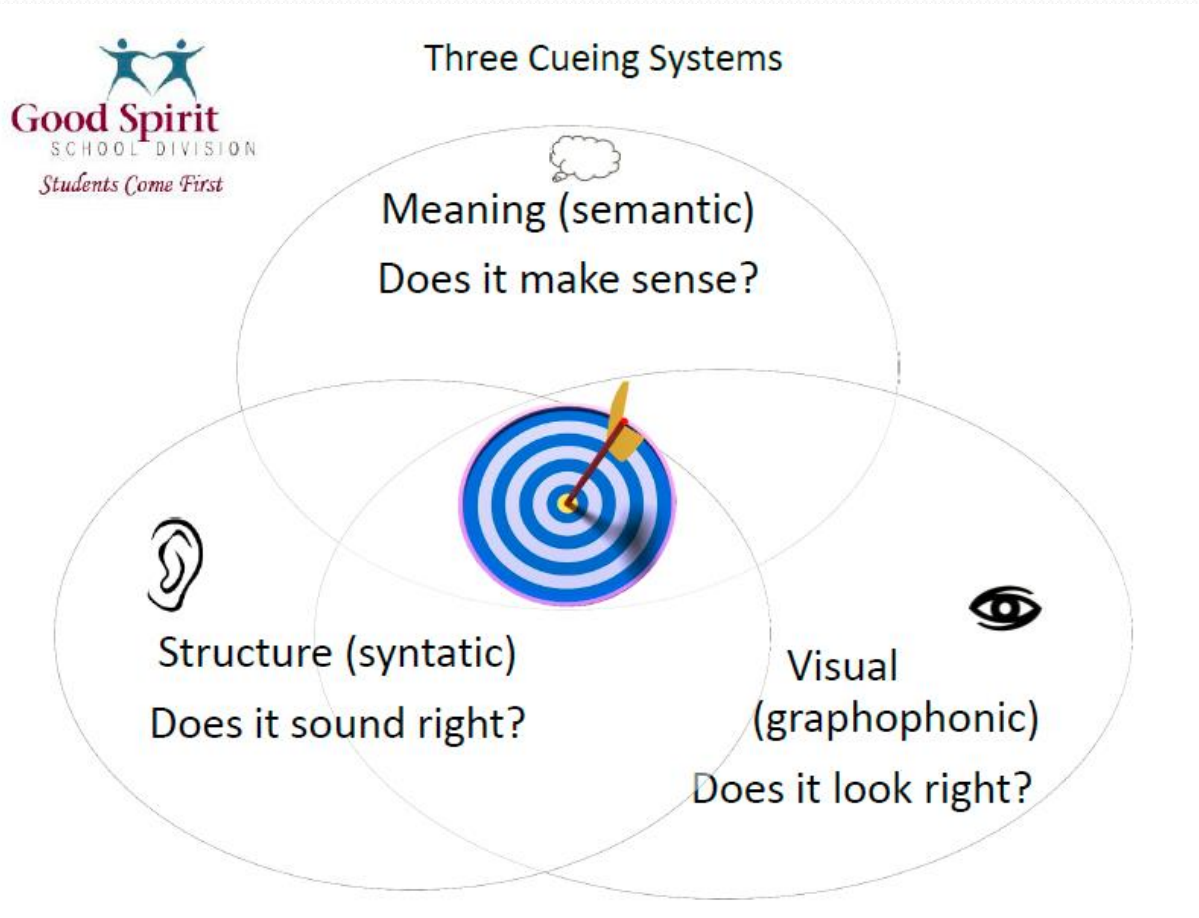 Good Spirit
SCHOOL DIVISION
Students Come First
Three Cueing Systems
Meaning (semantic)
Does it make sense?
Structure (syntatic)
Does it sound right?
Visual
(graphophonic)
Does it look right?